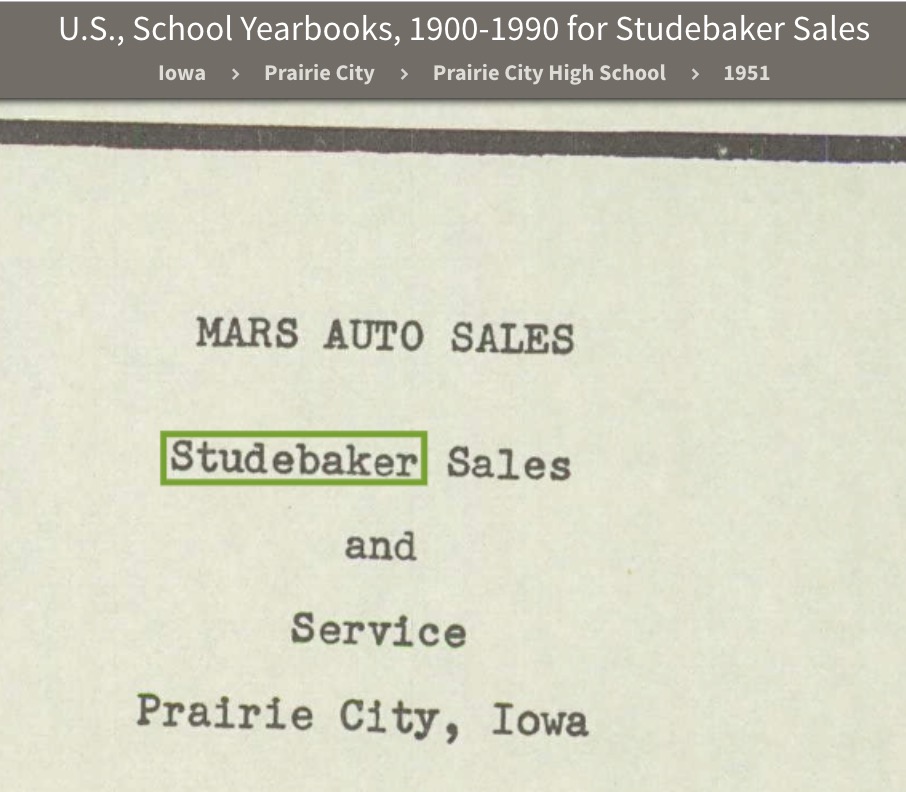 U.S., School Yearbooks, 1900-1990 for Studebaker Sales
Iowa > Prairie City > Prairie City High School > 1951
MARS AUTO SALES
Studebaker Sales
and
Service
Prairie City, Iowa